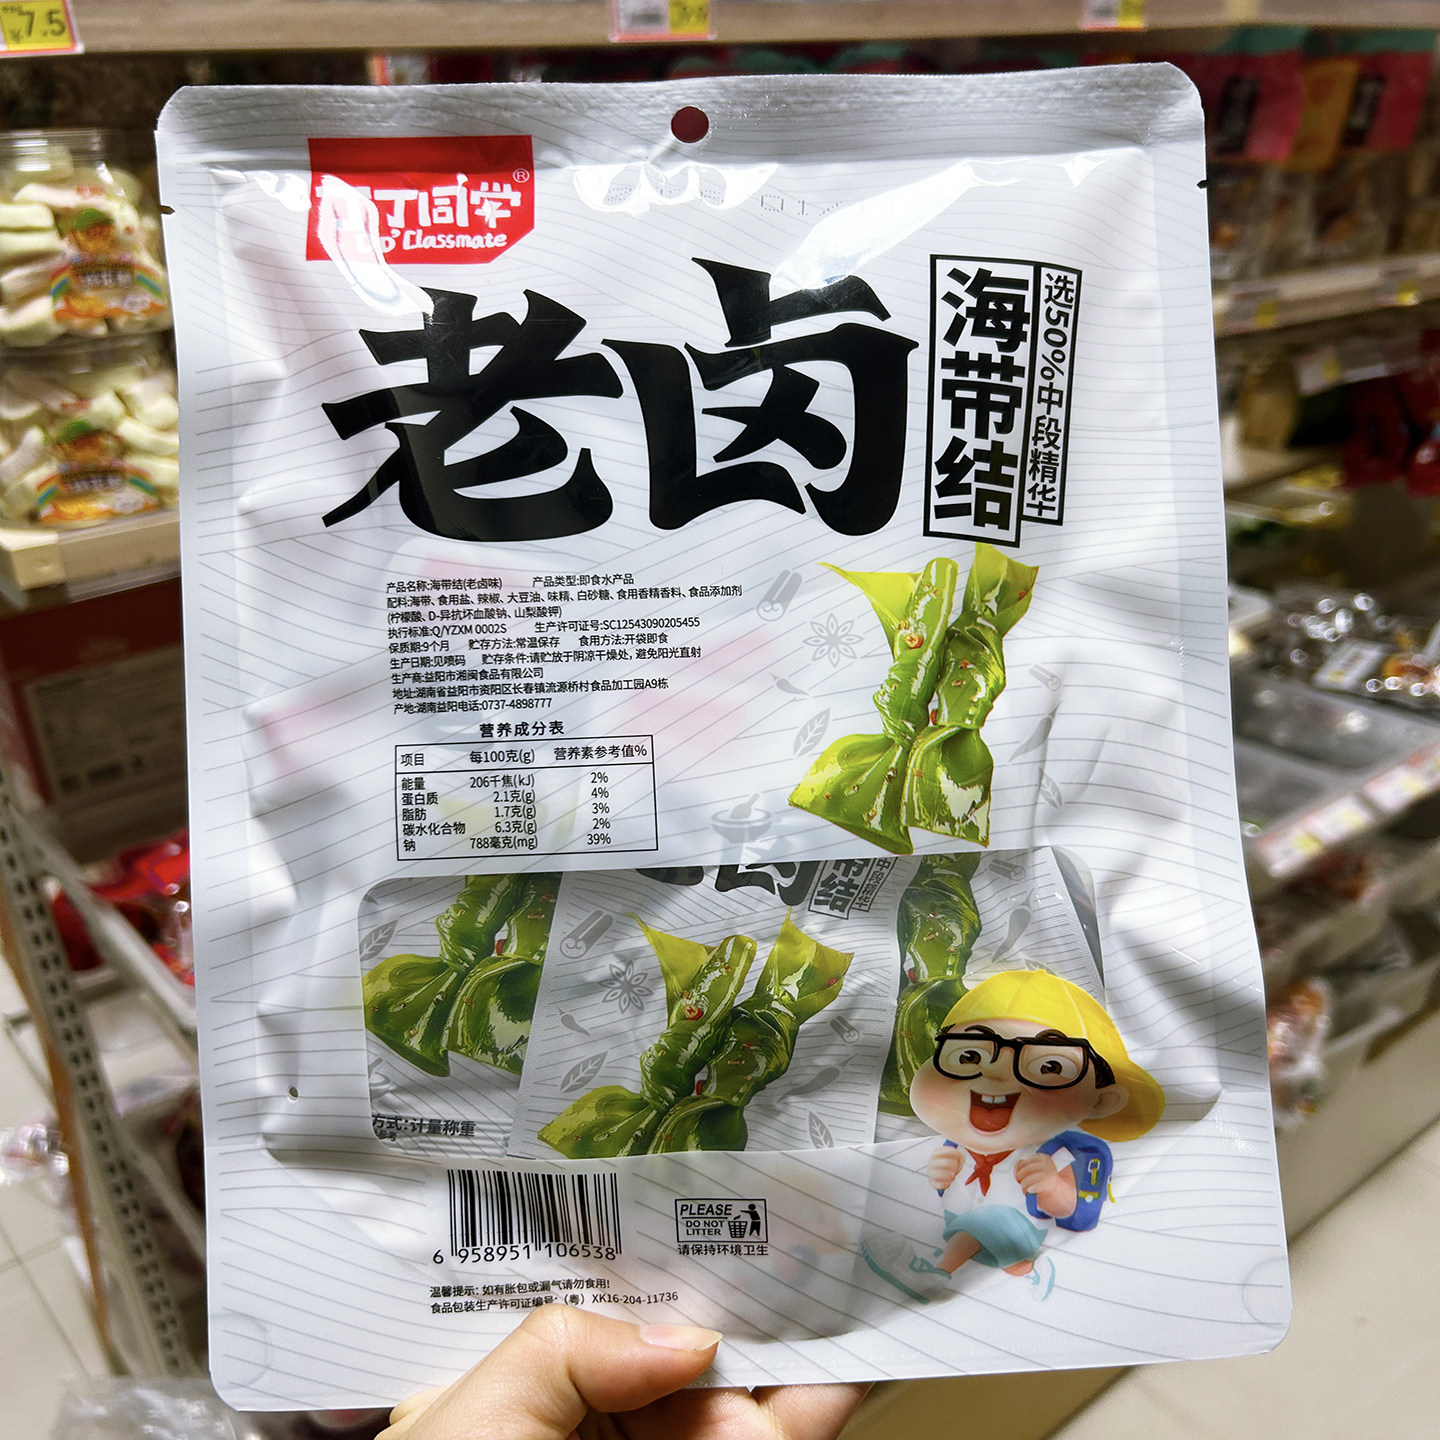 7.5
丁丁同学®
DD' Classmate
老卤
海带结
选50%中段精华
产品名称:海带结(老卤味) 产品类型:即食水产品
配料:海带、食用盐、辣椒、大豆油、味精、白砂糖、食用香精香料、食品添加剂
(柠檬酸、D-异抗坏血酸钠、山梨酸钾)
执行标准:Q/YZXM 0002S 生产许可证号:SC12543090205455
保质期:9个月 贮存方法:常温保存 食用方法:开袋即食
生产日期:见喷码 贮存条件:请贮放于阴凉干燥处，避免阳光直射
生产商:益阳市湘闽食品有限公司
地址:湖南省益阳市资阳区长春镇流源桥村食品加工园A9栋
产地:湖南益阳电话:0737-4898777
营养成分表
项目 每100克(g) 营养素参考值%
能量 206千焦(kJ) 2%
蛋白质 2.1克(g) 4%
脂肪 1.7克(g) 3%
碳水化合物 6.3克(g) 2%
钠 788毫克(mg) 39%
卤
带结
中段精华
方式:计量称重
参考
6 958951 106538
PLEASE
DO NOT
LITTER
请保持环境卫生
温馨提示: 如有胀包或漏气请勿食用!
食品包装生产许可证编号:（粤）XK16-204-11736